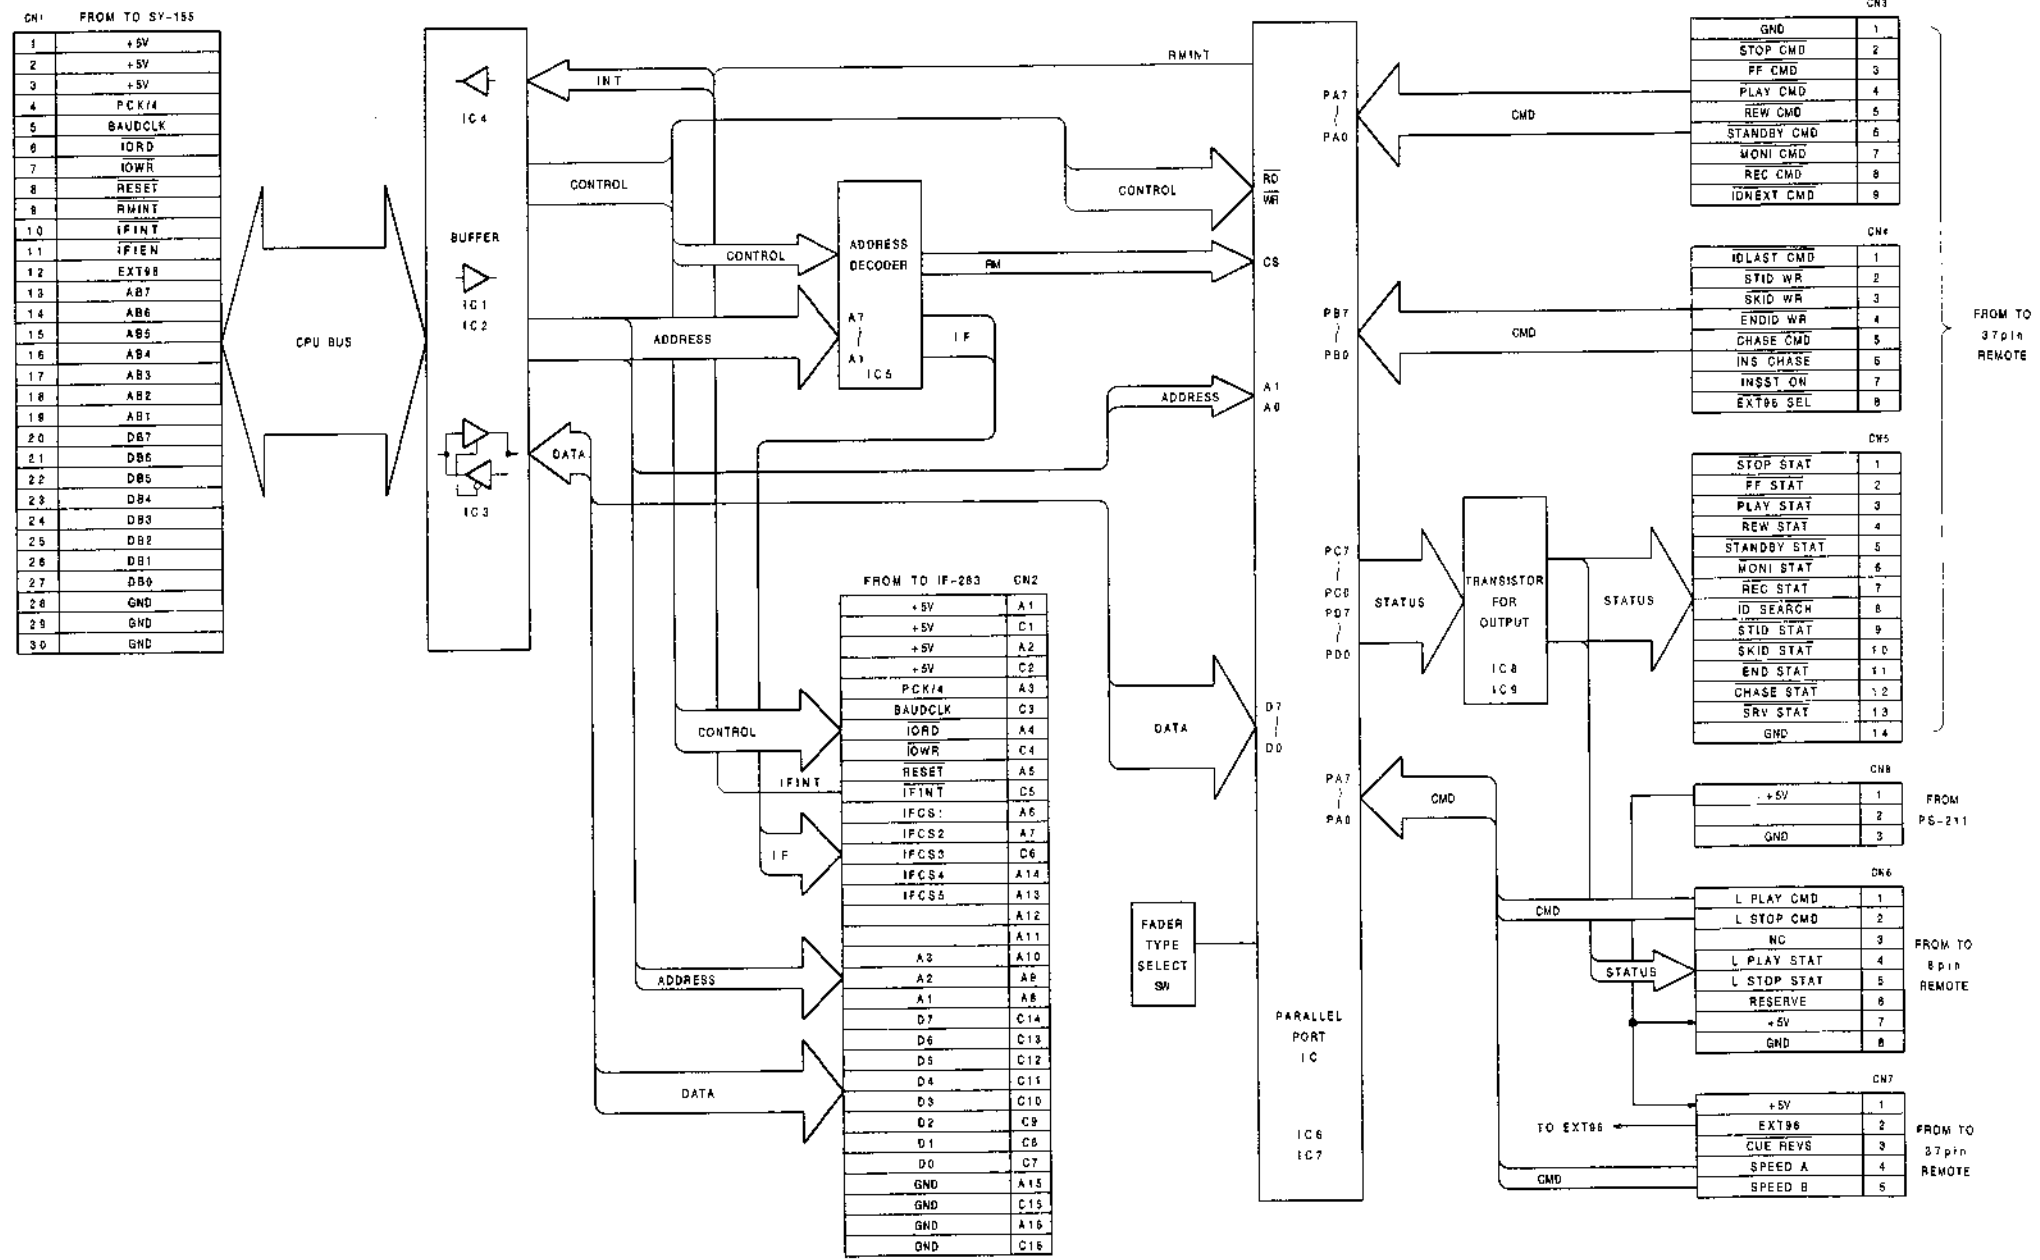 CN1 FROM TO SY-155
1 +5V
2 +5V
3 +5V
4 PCK/4
5 BAUDCLK
6 IORD
7 IOWR
8 RESET
9 RMINT
10 IFINT
11 IFIEN
12 EXT98
13 AB7
14 AB6
15 AB5
16 AB4
17 AB3
18 AB2
19 AB1
20 DB7
21 DB6
22 DB5
23 DB4
24 DB3
25 DB2
26 DB1
27 DB0
28 GND
29 GND
30 GND
CPU BUS
IC4
BUFFER
IC1
IC2
IC3
INT
CONTROL
ADDRESS
DATA
CONTROL
ADDRESS
DECODER
A7
A1
IC5
IF
RM
RMINT
CONTROL
ADDRESS
DATA
FROM TO IF-263 CN2
+5V A1
+5V C1
+5V A2
+5V C2
PCK/4 A3
BAUDCLK C3
IORD A4
IOWR C4
RESET A5
IFINT C5
IFCS1 A6
IFCS2 A7
IFCS3 C6
IFCS4 A14
IFCS5 A13
A12
A11
A3 A10
A2 A9
A1 A8
D7 C14
D6 C13
D5 C12
D4 C11
D3 C10
D2 C9
D1 C8
D0 C7
GND A15
GND C15
GND A16
GND C16
CONTROL
IFINT
IF
ADDRESS
DATA
RD
WR
CS
A1
A0
D7
D0
PA7
PA0
PB7
PB0
PC7
PC0
PD7
PD0
PA7
PA0
PARALLEL
PORT
IC
IC6
IC7
FADER
TYPE
SELECT
SW
CMD
CMD
STATUS
TRANSISTOR
FOR
OUTPUT
IC8
IC9
STATUS
CMD
CMD
STATUS
TO EXT96
CMD
CN3
GND 1
STOP CMD 2
FF CMD 3
PLAY CMD 4
REW CMD 5
STANDBY CMD 6
MONI CMD 7
REC CMD 8
IDNEXT CMD 9
CN4
IDLAST CMD 1
STID WR 2
SKID WR 3
ENDID WR 4
CHASE CMD 5
INS CHASE 6
INSST ON 7
EXT96 SEL 8
CN5
STOP STAT 1
FF STAT 2
PLAY STAT 3
REW STAT 4
STANDBY STAT 5
MONI STAT 6
REC STAT 7
ID SEARCH 8
STID STAT 9
SKID STAT 10
END STAT 11
CHASE STAT 12
SRV STAT 13
GND 14
FROM TO
37pin
REMOTE
CN8
+5V 1
2
GND 3
FROM
PS-211
CN6
L PLAY CMD 1
L STOP CMD 2
NC 3
L PLAY STAT 4
L STOP STAT 5
RESERVE 6
+5V 7
GND 8
FROM TO
8pin
REMOTE
CN7
+5V 1
EXT96 2
CUE REVS 3
SPEED A 4
SPEED B 5
FROM TO
37pin
REMOTE